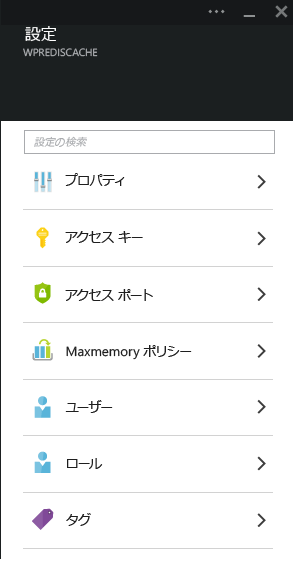 設定
WPREDISCACHE
設定の検索
プロパティ
アクセス キー
アクセス ポート
Maxmemory ポリシー
ユーザー
ロール
タグ